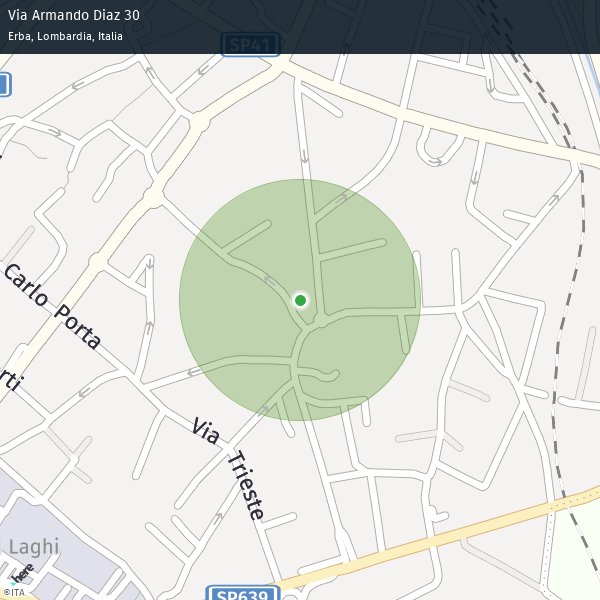 Via Armando Diaz 30
Erba, Lombardia, Italia
SP41
Carlo Porta
rti
Via Trieste
Laghi
here
©ITA
SP639